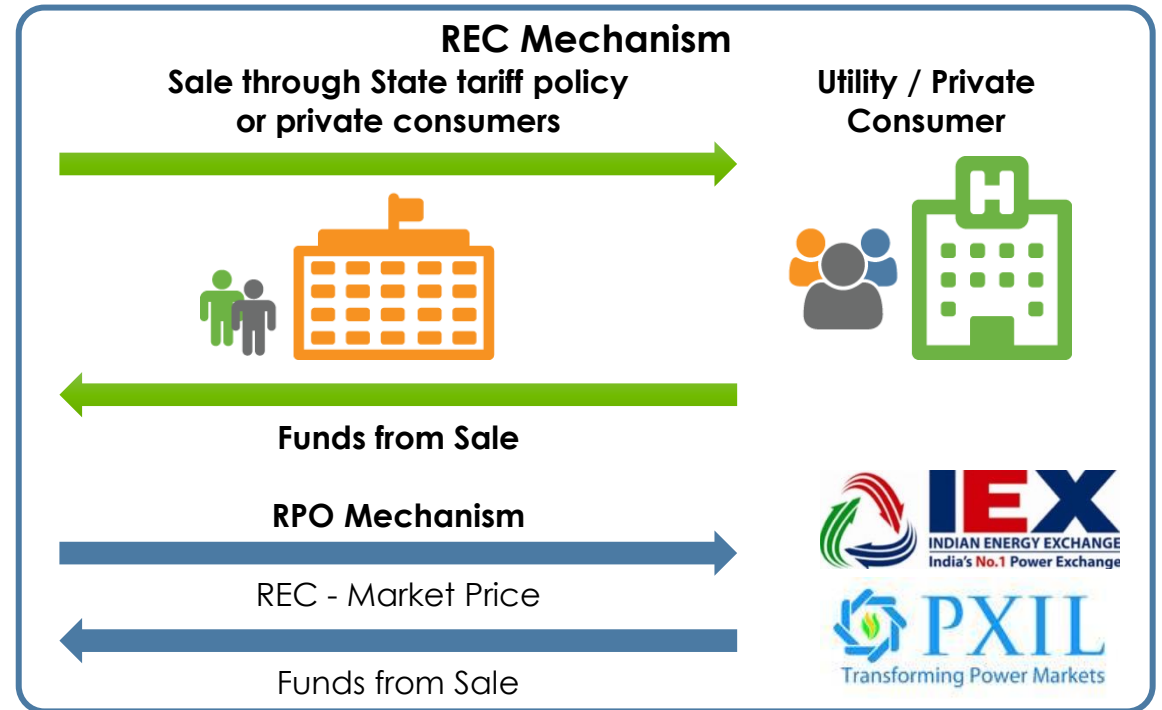 REC Mechanism
Sale through State tariff policy
or private consumers
Utility / Private
Consumer
H
Funds from Sale
RPO Mechanism
REC - Market Price
Funds from Sale
IEX
INDIAN ENERGY EXCHANGE
India's No.1 Power Exchange
PXIL
Transforming Power Markets